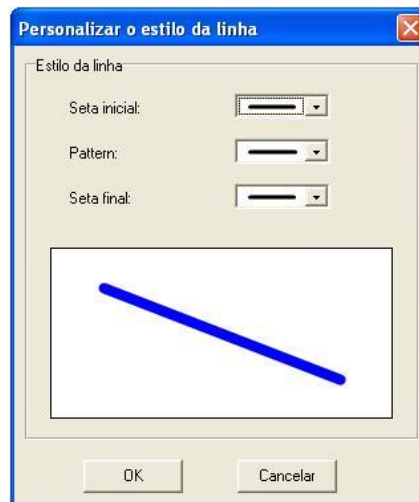 Personalizar o estilo da linha
Estilo da linha
Seta inicial:
Pattern:
Seta final:
OK
Cancelar